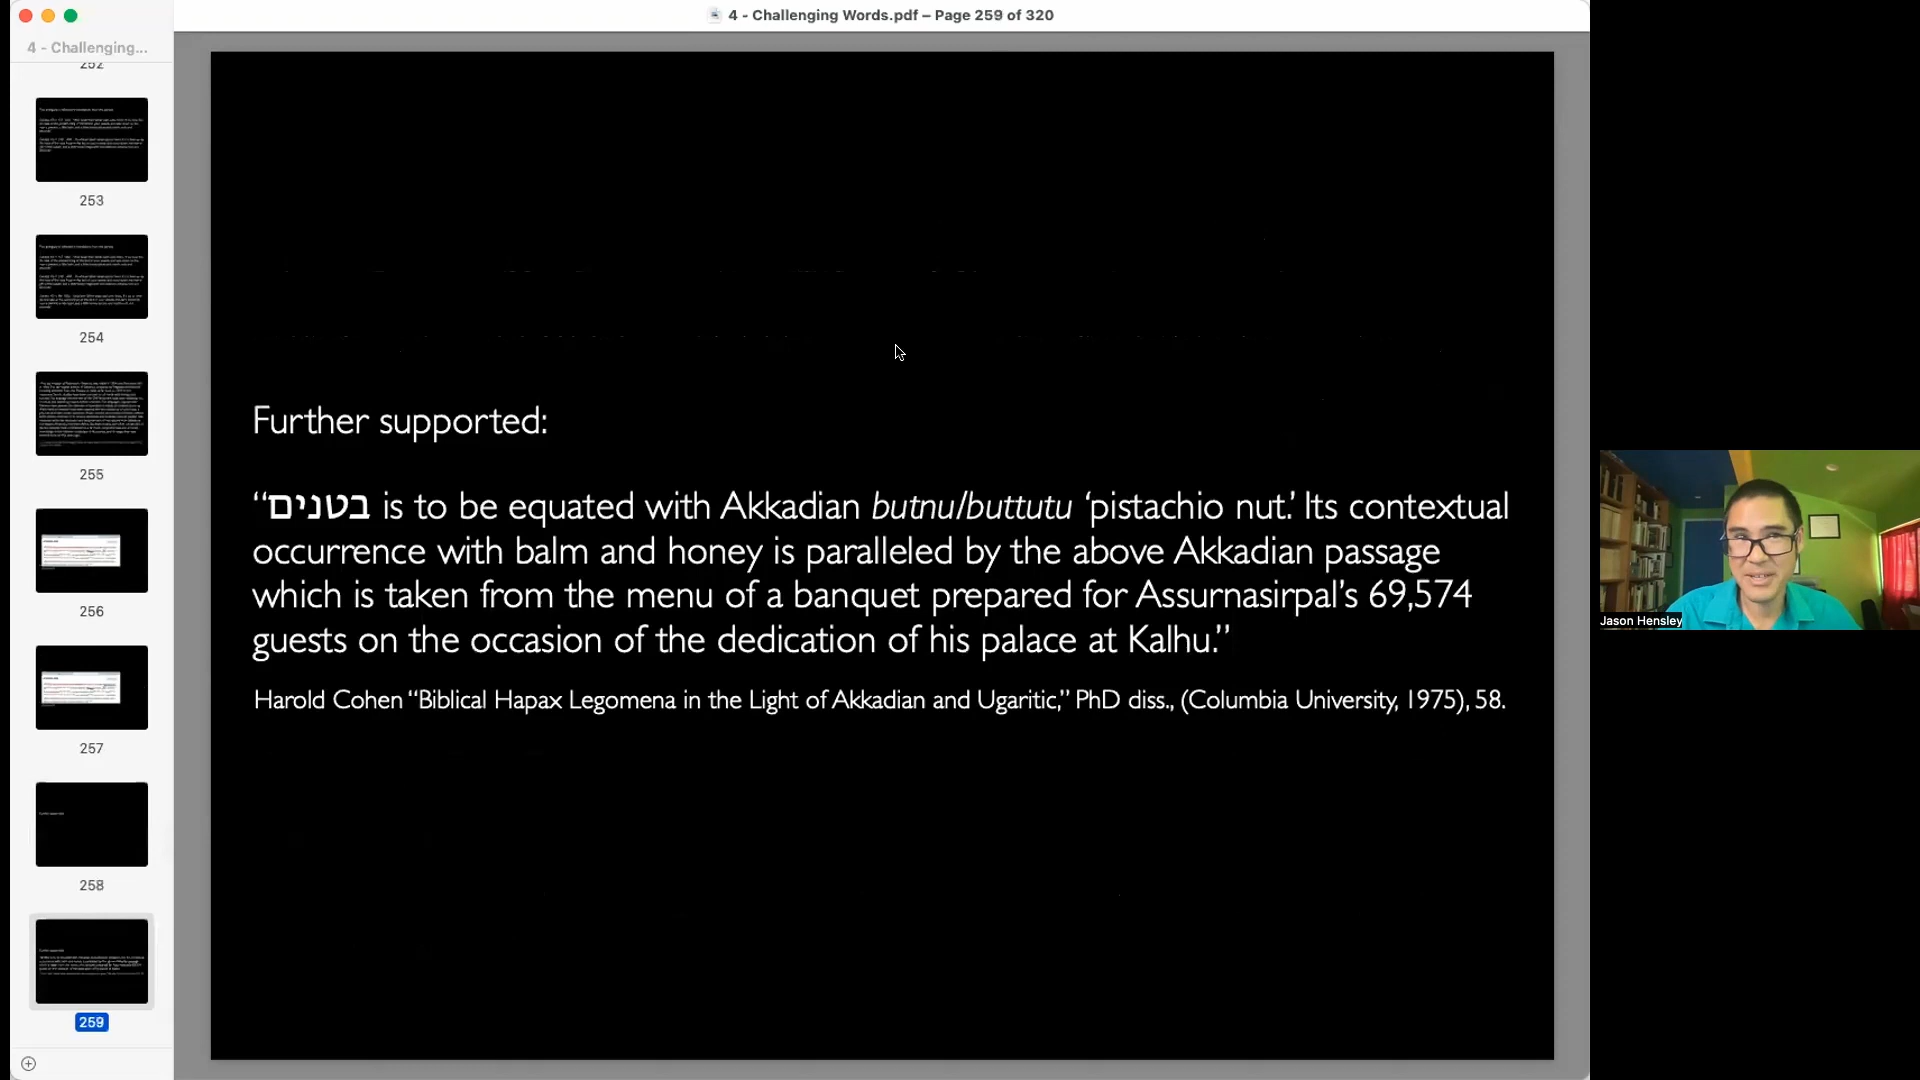 4 - Challenging Words.pdf – Page 259 of 320
4 - Challenging...
252
253
254
255
256
257
258
259
Further supported:
“בטנים is to be equated with Akkadian butnu/buttutu ‘pistachio nut.’ Its contextual
occurrence with balm and honey is paralleled by the above Akkadian passage
which is taken from the menu of a banquet prepared for Assurnasirpal’s 69,574
guests on the occasion of the dedication of his palace at Kalhu.”
Harold Cohen “Biblical Hapax Legomena in the Light of Akkadian and Ugaritic,” PhD diss., (Columbia University, 1975), 58.
Jason Hensley